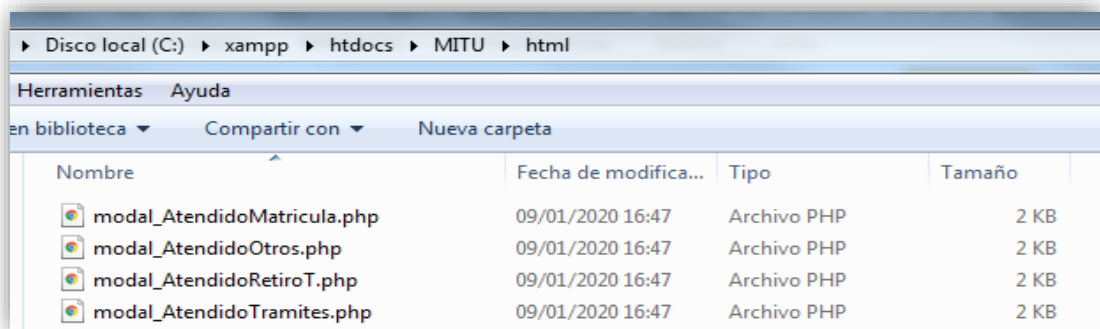 Disco local (C:) xampp htdocs MITU html
Herramientas Ayuda
en biblioteca Compartir con Nueva carpeta
Nombre Fecha de modifica... Tipo Tamaño
modal_AtendidoMatricula.php 09/01/2020 16:47 Archivo PHP 2 KB
modal_AtendidoOtros.php 09/01/2020 16:47 Archivo PHP 2 KB
modal_AtendidoRetiroT.php 09/01/2020 16:47 Archivo PHP 2 KB
modal_AtendidoTramites.php 09/01/2020 16:47 Archivo PHP 2 KB